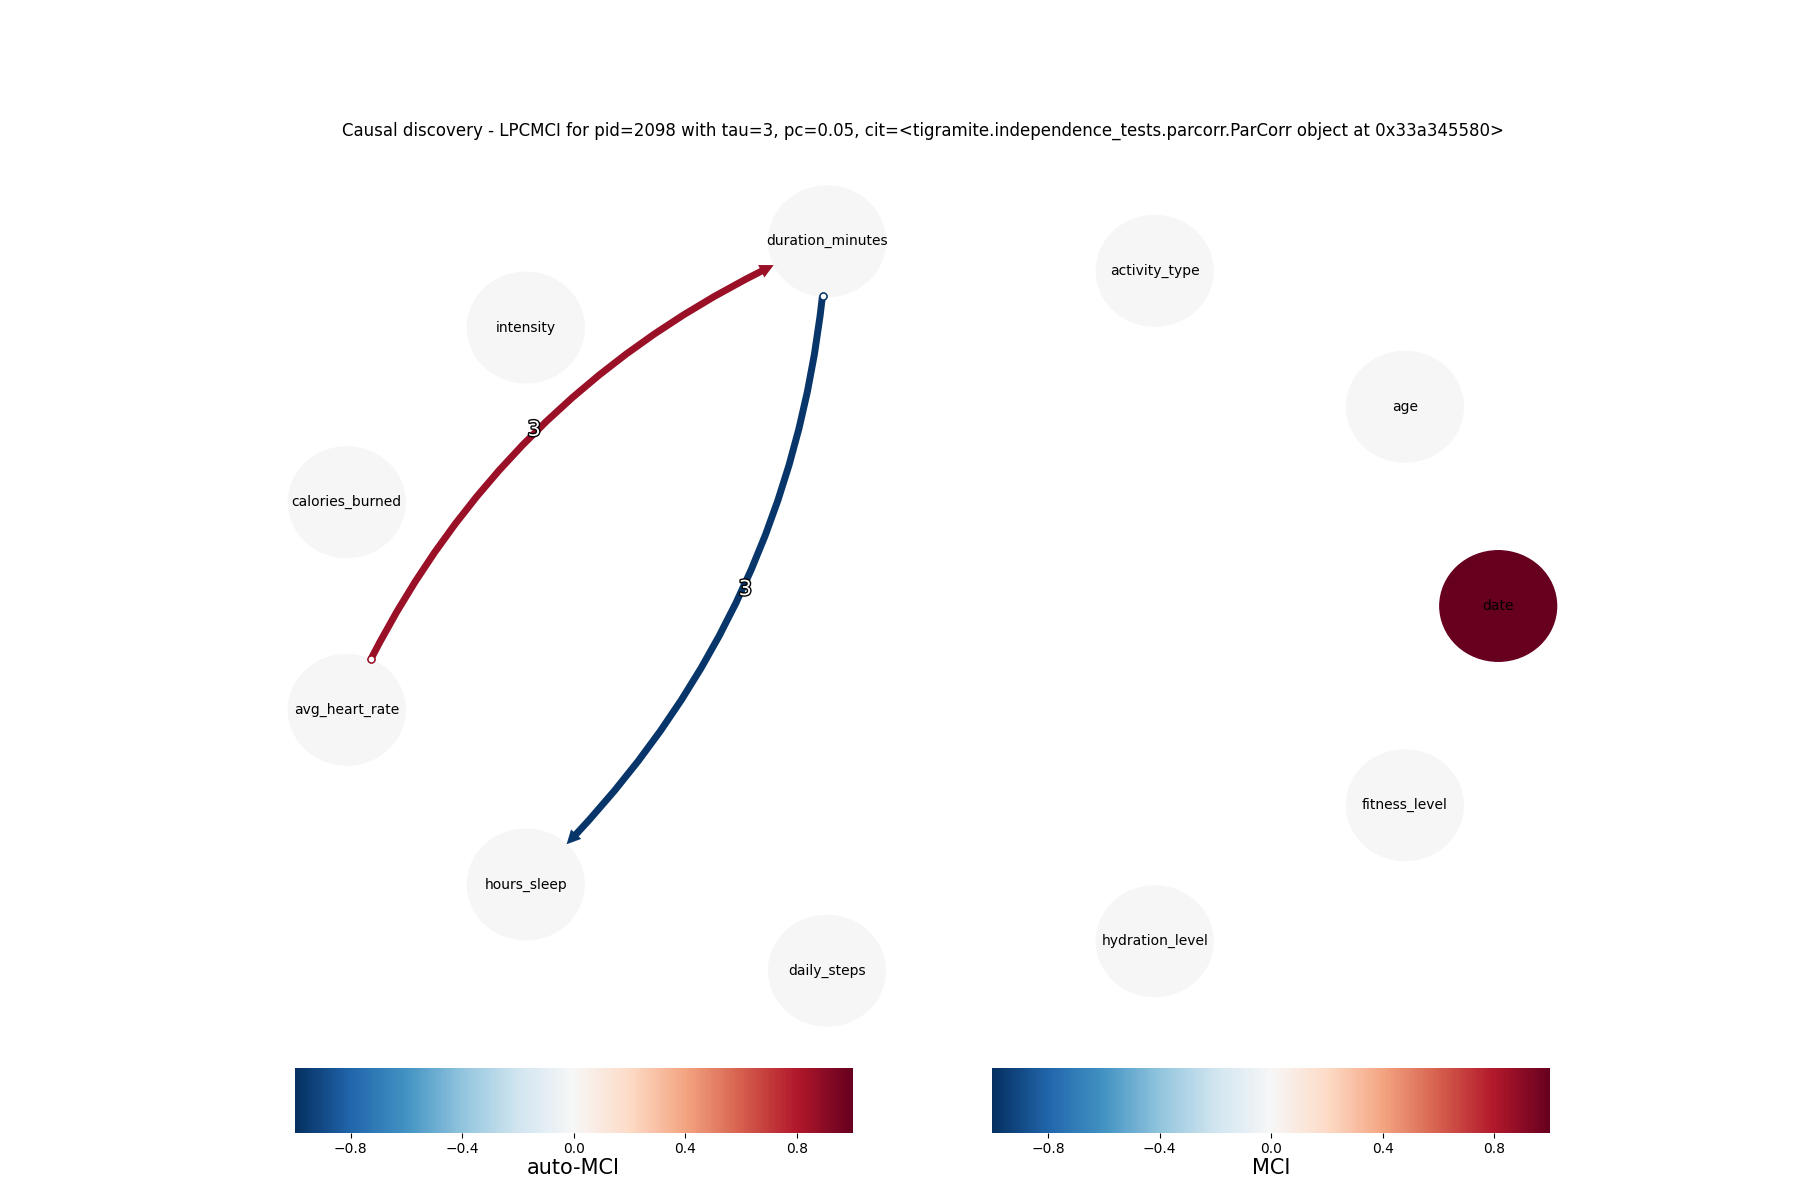 Causal discovery - LPCMCI for pid=2098 with tau=3, pc=0.05, cit=<tigramite.independence_tests.parcorr.ParCorr object at 0x33a345580>
duration_minutes
activity_type
intensity
age
3
calories_burned
3
date
avg_heart_rate
fitness_level
hours_sleep
hydration_level
daily_steps
−0.8 −0.4 0.0 0.4 0.8
auto-MCI
−0.8 −0.4 0.0 0.4 0.8
MCI